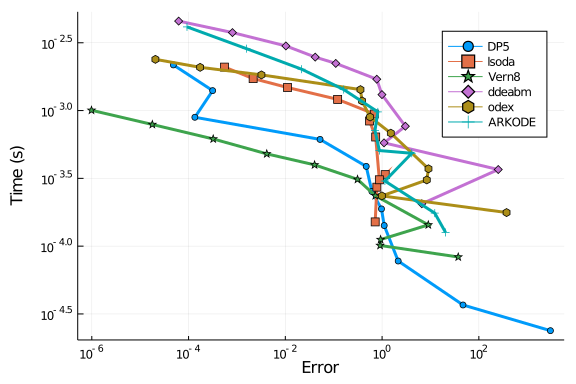 DP5
lsoda
Vern8
ddeabm
odex
ARKODE
Time (s)
10^-2.5
10^-3.0
10^-3.5
10^-4.0
10^-4.5
10^-6
10^-4
10^-2
10^0
10^2
Error